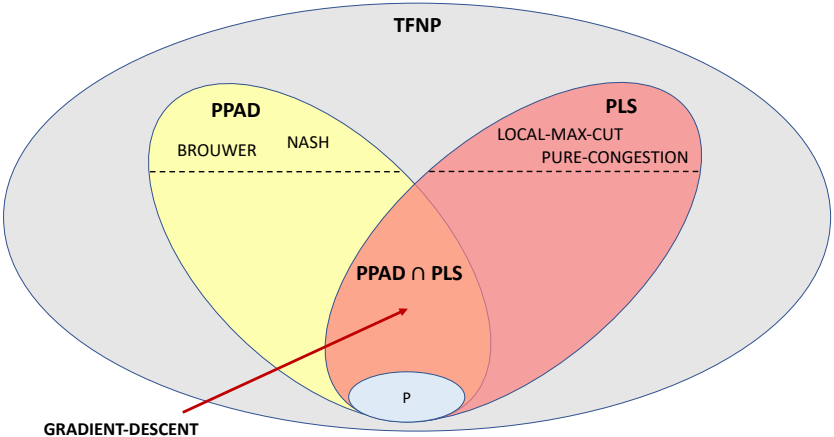 TFNP
PPAD
PLS
BROUWER
NASH
LOCAL-MAX-CUT
PURE-CONGESTION
PPAD ∩ PLS
P
GRADIENT-DESCENT